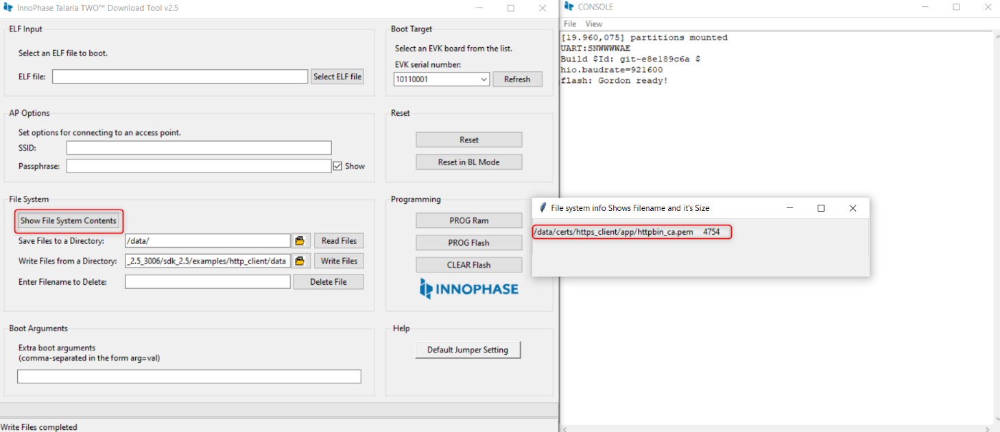 InnoPhase Talaria TWO™ Download Tool v2.5
ELF Input
Select an ELF file to boot.
ELF file:
Select ELF file
Boot Target
Select an EVK board from the list.
EVK serial number:
10110001
Refresh
AP Options
Set options for connecting to an access point.
SSID:
Passphrase:
Show
Reset
Reset
Reset in BL Mode
File System
Show File System Contents
Save Files to a Directory:
/data/
Read Files
Write Files from a Directory:
_2.5_3006/sdk_2.5/examples/http_client/data
Write Files
Enter Filename to Delete:
Delete File
Programming
PROG Ram
PROG Flash
CLEAR Flash
INNOPHASE
Boot Arguments
Extra boot arguments
(comma-separated in the form arg=val)
Help
Default Jumper Setting
Write Files completed
CONSOLE
File View
[19.960,075] partitions mounted
UART:SNWWWWAE
Build $Id: git-e8e189c6a $
hio.baudrate=921600
flash: Gordon ready!
File system info Shows Filename and it's Size
/data/certs/https_client/app/httpbin_ca.pem 4754